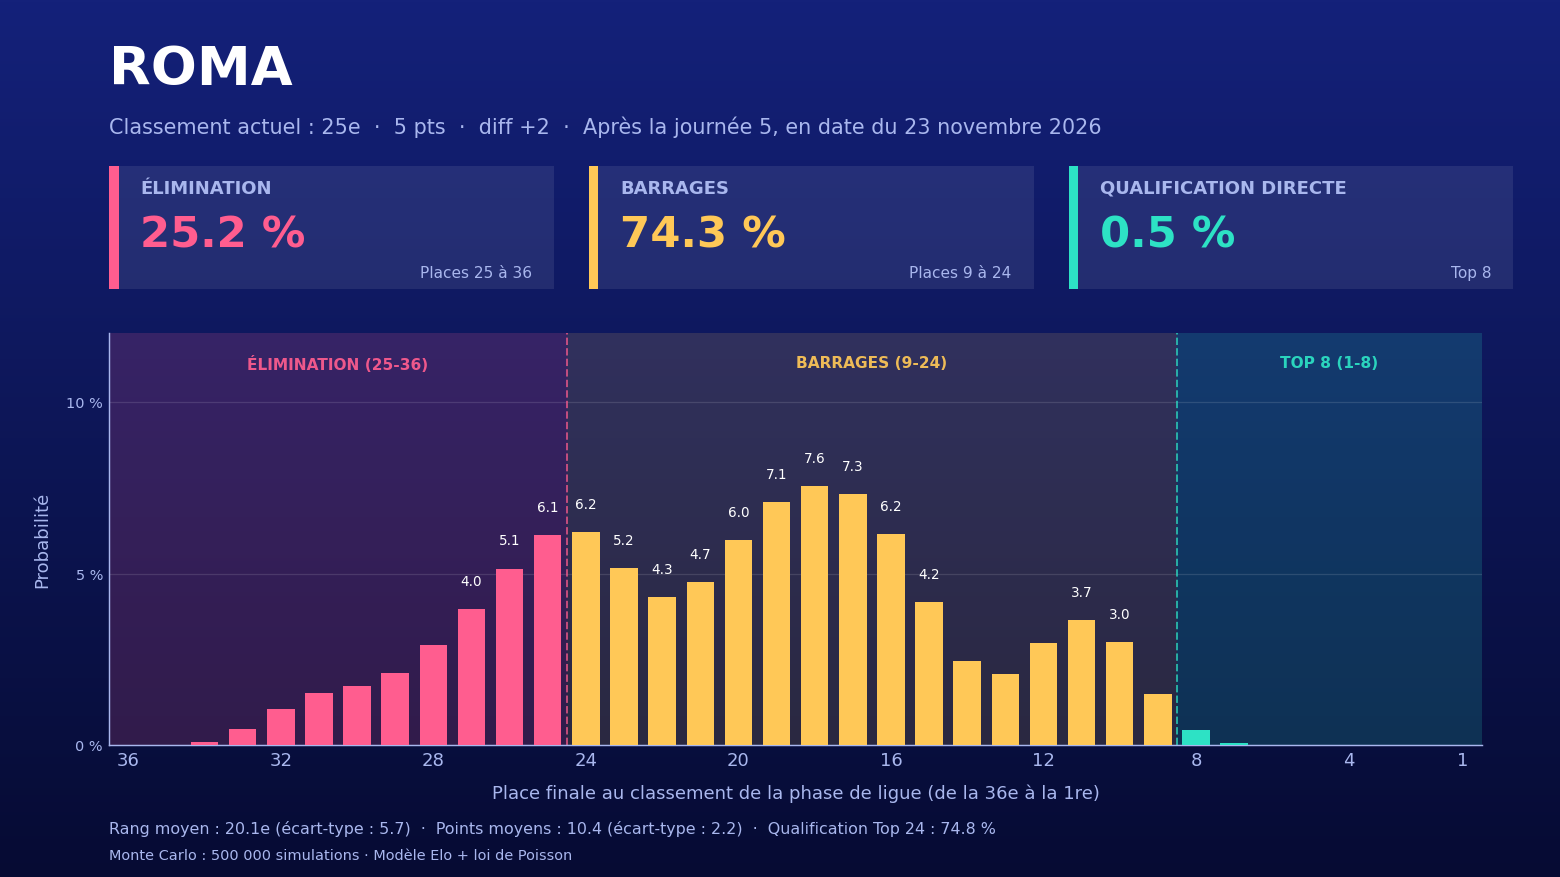 ROMA
Classement actuel : 25e · 5 pts · diff +2 · Après la journée 5, en date du 23 novembre 2026
ÉLIMINATION
25.2 %
Places 25 à 36
BARRAGES
74.3 %
Places 9 à 24
QUALIFICATION DIRECTE
0.5 %
Top 8
ÉLIMINATION (25-36)
BARRAGES (9-24)
TOP 8 (1-8)
Probabilité
10 %
5 %
0 %
4.0
5.1
6.1
6.2
5.2
4.3
4.7
6.0
7.1
7.6
7.3
6.2
4.2
3.7
3.0
36 32 28 24 20 16 12 8 4 1
Place finale au classement de la phase de ligue (de la 36e à la 1re)
Rang moyen : 20.1e (écart-type : 5.7) · Points moyens : 10.4 (écart-type : 2.2) · Qualification Top 24 : 74.8 %
Monte Carlo : 500 000 simulations · Modèle Elo + loi de Poisson